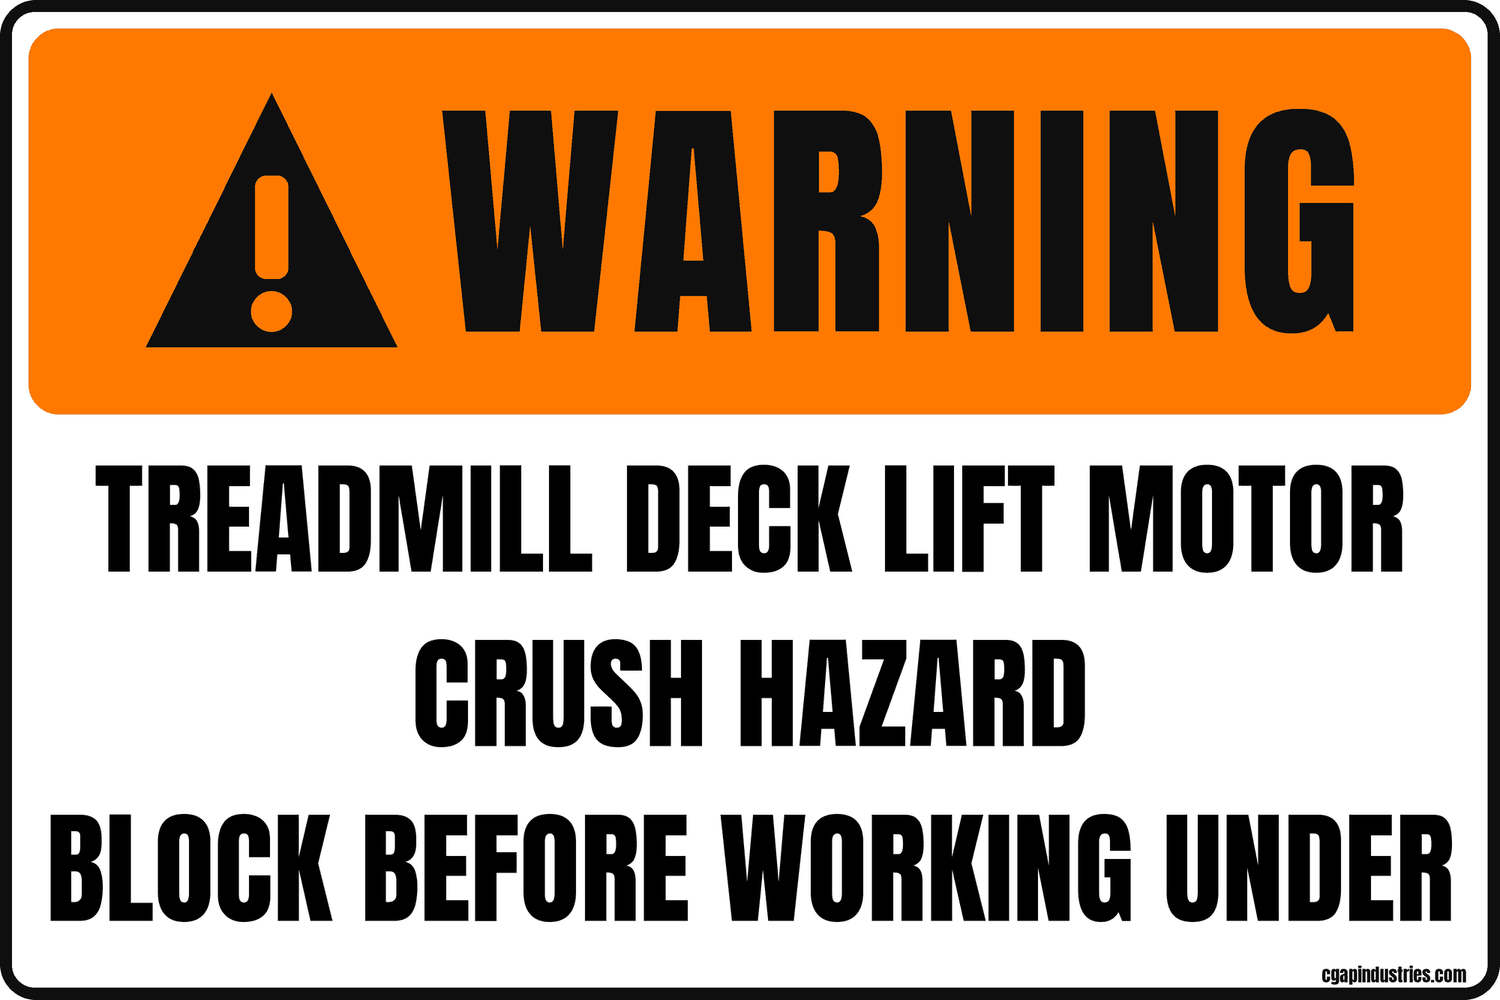 WARNING
TREADMILL DECK LIFT MOTOR
CRUSH HAZARD
BLOCK BEFORE WORKING UNDER
cgapindustries.com